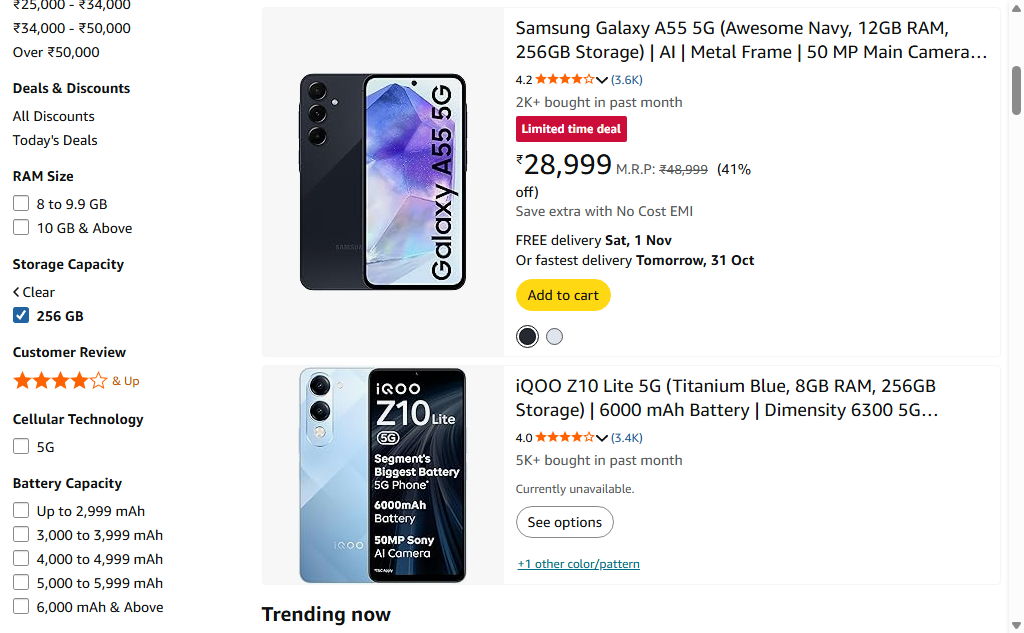 ₹25,000 - ₹34,000
₹34,000 - ₹50,000
Over ₹50,000
Deals & Discounts
All Discounts
Today's Deals
RAM Size
8 to 9.9 GB
10 GB & Above
Storage Capacity
Clear
256 GB
Customer Review
& Up
Cellular Technology
5G
Battery Capacity
Up to 2,999 mAh
3,000 to 3,999 mAh
4,000 to 4,999 mAh
5,000 to 5,999 mAh
6,000 mAh & Above
SAMSUNG
Galaxy A55 5G
Samsung Galaxy A55 5G (Awesome Navy, 12GB RAM,
256GB Storage) | AI | Metal Frame | 50 MP Main Camera…
4.2 (3.6K)
2K+ bought in past month
Limited time deal
₹28,999 M.R.P: ₹48,999 (41%
off)
Save extra with No Cost EMI
FREE delivery Sat, 1 Nov
Or fastest delivery Tomorrow, 31 Oct
Add to cart
iQOO
iQOO
Z10 Lite
5G
Segment's
Biggest Battery
5G Phone*
6000mAh
Battery
50MP Sony
AI Camera
*T&C Apply
iQOO Z10 Lite 5G (Titanium Blue, 8GB RAM, 256GB
Storage) | 6000 mAh Battery | Dimensity 6300 5G…
4.0 (3.4K)
5K+ bought in past month
Currently unavailable.
See options
+1 other color/pattern
Trending now